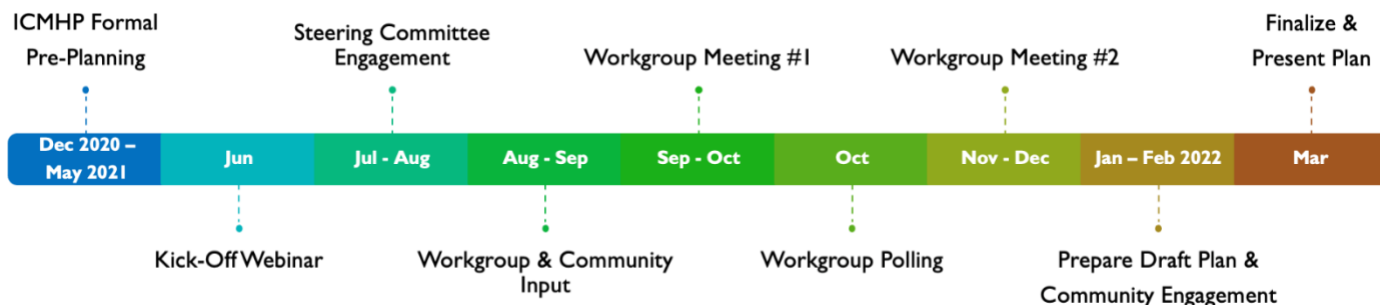 ICMHP Formal
Pre-Planning
Steering Committee
Engagement
Workgroup Meeting #1
Workgroup Meeting #2
Finalize &
Present Plan
Dec 2020 –
May 2021
Jun
Jul - Aug
Aug - Sep
Sep - Oct
Oct
Nov - Dec
Jan – Feb 2022
Mar
Kick-Off Webinar
Workgroup & Community
Input
Workgroup Polling
Prepare Draft Plan &
Community Engagement